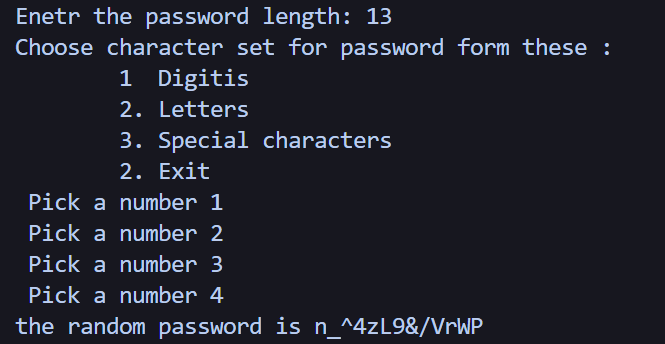 Enetr the password length: 13
Choose character set for password form these :
1  Digitis
2. Letters
3. Special characters
2. Exit
Pick a number 1
Pick a number 2
Pick a number 3
Pick a number 4
the random password is n_^4zL9&/VrWP